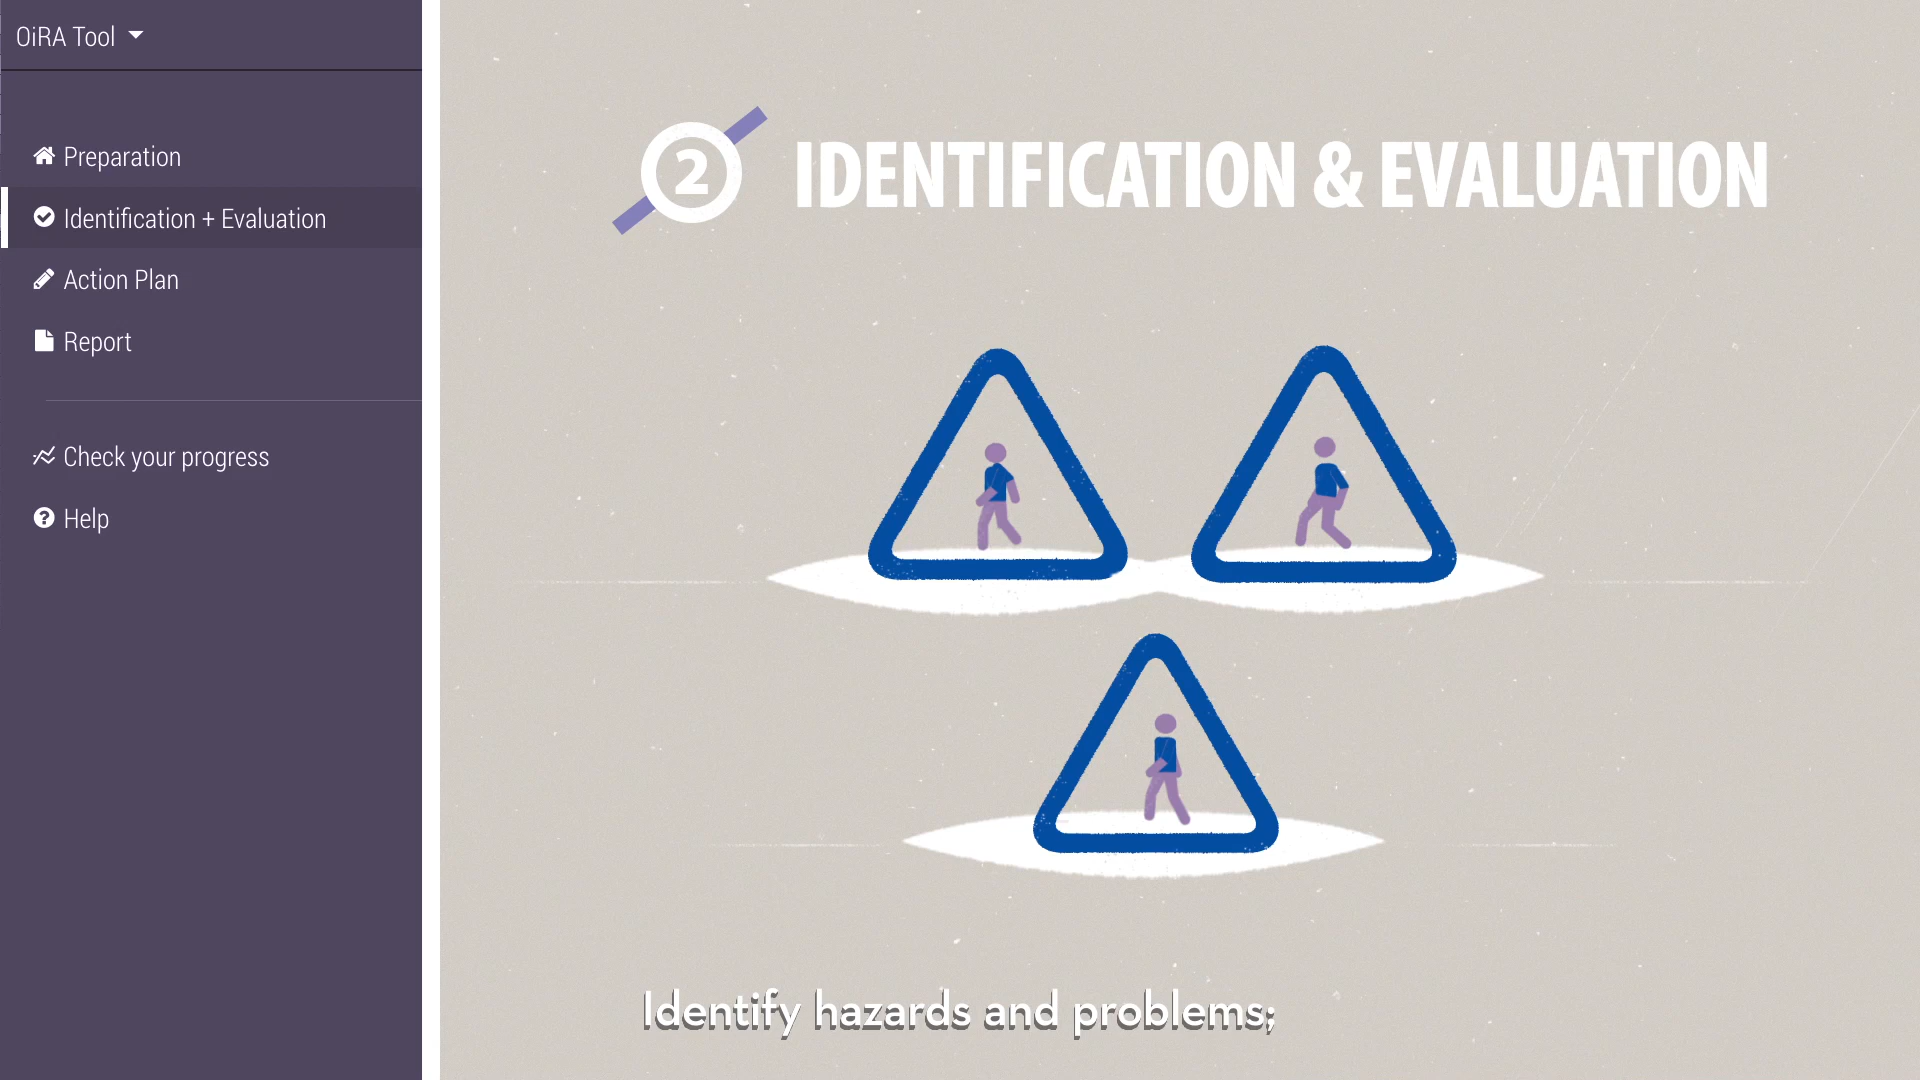 OiRA Tool
Preparation
Identification + Evaluation
Action Plan
Report
Check your progress
Help
2 IDENTIFICATION & EVALUATION
Identify hazards and problems;